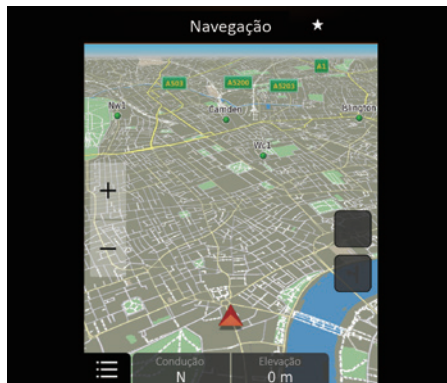 Navegação
A1
A503
A5200
A5203
Nw1
Camden
Islington
Wc1
+
−
Condução
Elevação
N
0 m